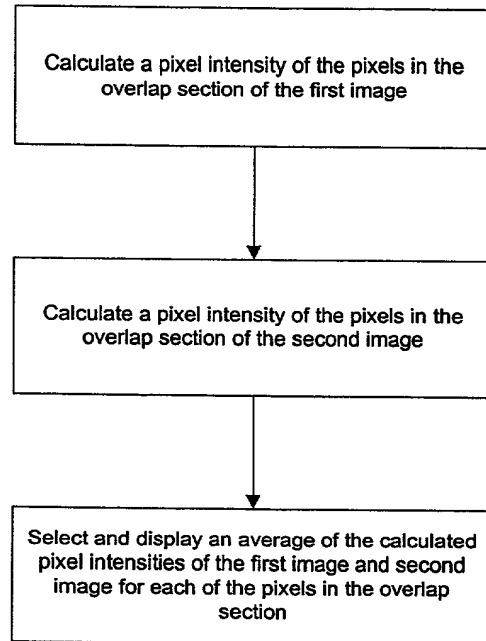 Calculate a pixel intensity of the pixels in the
overlap section of the first image
Calculate a pixel intensity of the pixels in the
overlap section of the second image
Select and display an average of the calculated
pixel intensities of the first image and second
image for each of the pixels in the overlap
section